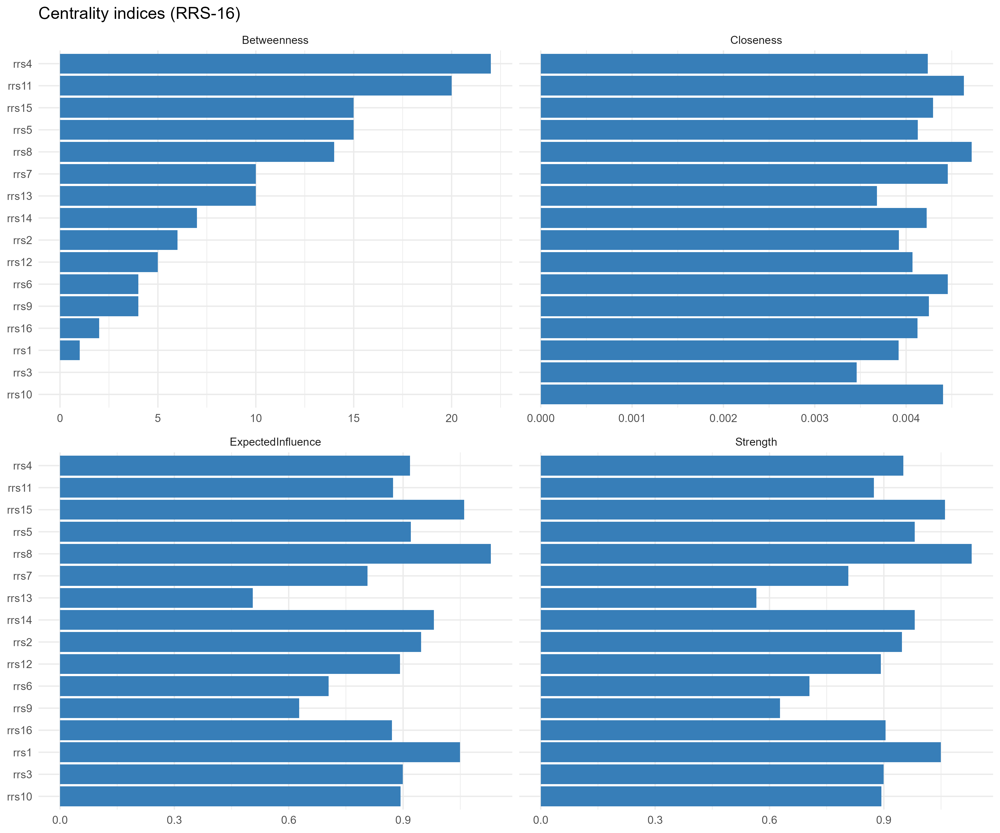 Centrality indices (RRS-16)
Betweenness
Closeness
rrs4
rrs11
rrs15
rrs5
rrs8
rrs7
rrs13
rrs14
rrs2
rrs12
rrs6
rrs9
rrs16
rrs1
rrs3
rrs10
0 5 10 15 20
0.000 0.001 0.002 0.003 0.004
ExpectedInfluence
Strength
rrs4
rrs11
rrs15
rrs5
rrs8
rrs7
rrs13
rrs14
rrs2
rrs12
rrs6
rrs9
rrs16
rrs1
rrs3
rrs10
0.0 0.3 0.6 0.9
0.0 0.3 0.6 0.9